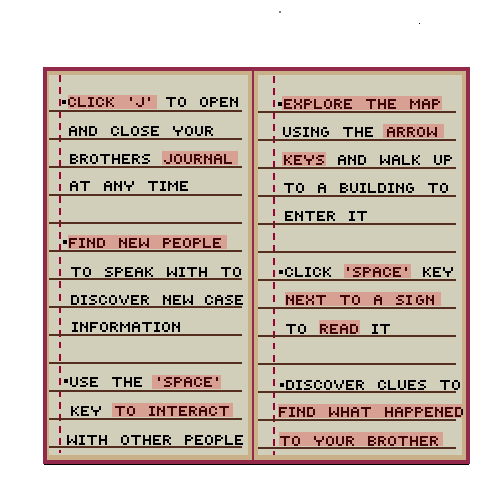 •CLICK 'J' TO OPEN
AND CLOSE YOUR
BROTHERS JOURNAL
AT ANY TIME
•FIND NEW PEOPLE
TO SPEAK WITH TO
DISCOVER NEW CASE
INFORMATION
•USE THE 'SPACE'
KEY TO INTERACT
WITH OTHER PEOPLE
•EXPLORE THE MAP
USING THE ARROW
KEYS AND WALK UP
TO A BUILDING TO
ENTER IT
•CLICK 'SPACE' KEY
NEXT TO A SIGN
TO READ IT
•DISCOVER CLUES TO
FIND WHAT HAPPENED
TO YOUR BROTHER